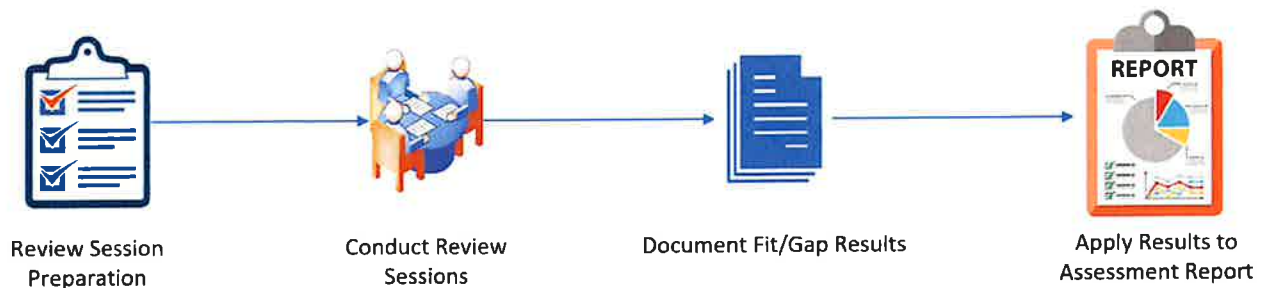 REPORT
Review Session
Preparation
Conduct Review
Sessions
Document Fit/Gap Results
Apply Results to
Assessment Report